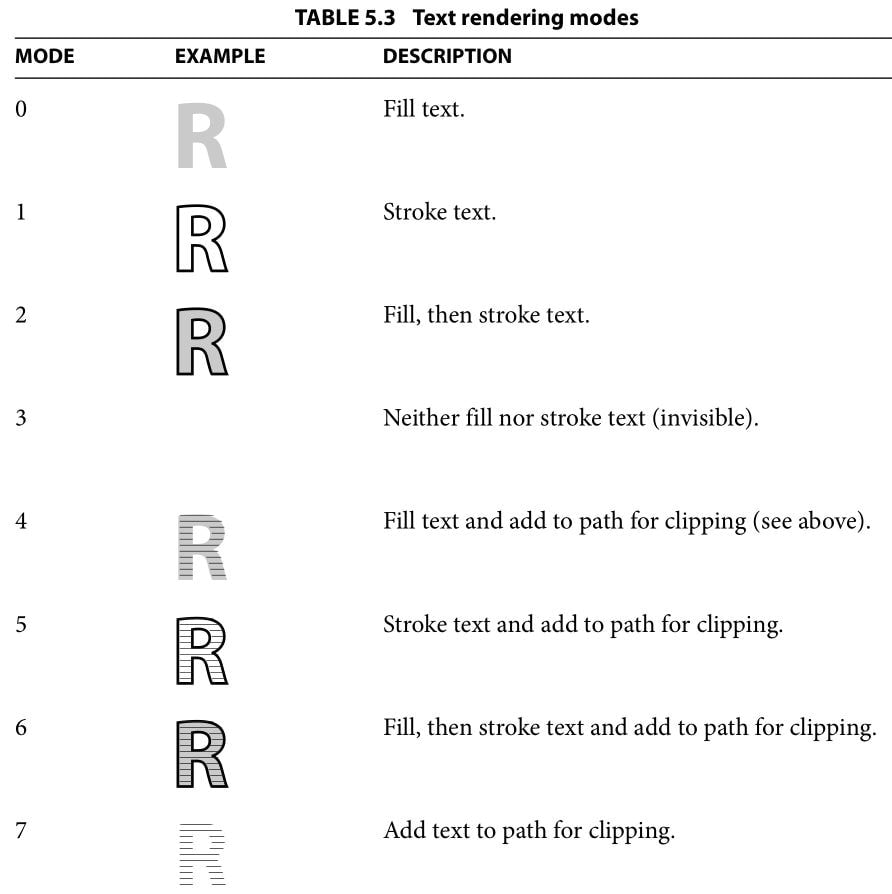 TABLE 5.3 Text rendering modes
MODE EXAMPLE DESCRIPTION
0 R Fill text.
1 R Stroke text.
2 R Fill, then stroke text.
3 Neither fill nor stroke text (invisible).
4 R Fill text and add to path for clipping (see above).
5 R Stroke text and add to path for clipping.
6 R Fill, then stroke text and add to path for clipping.
7 R Add text to path for clipping.